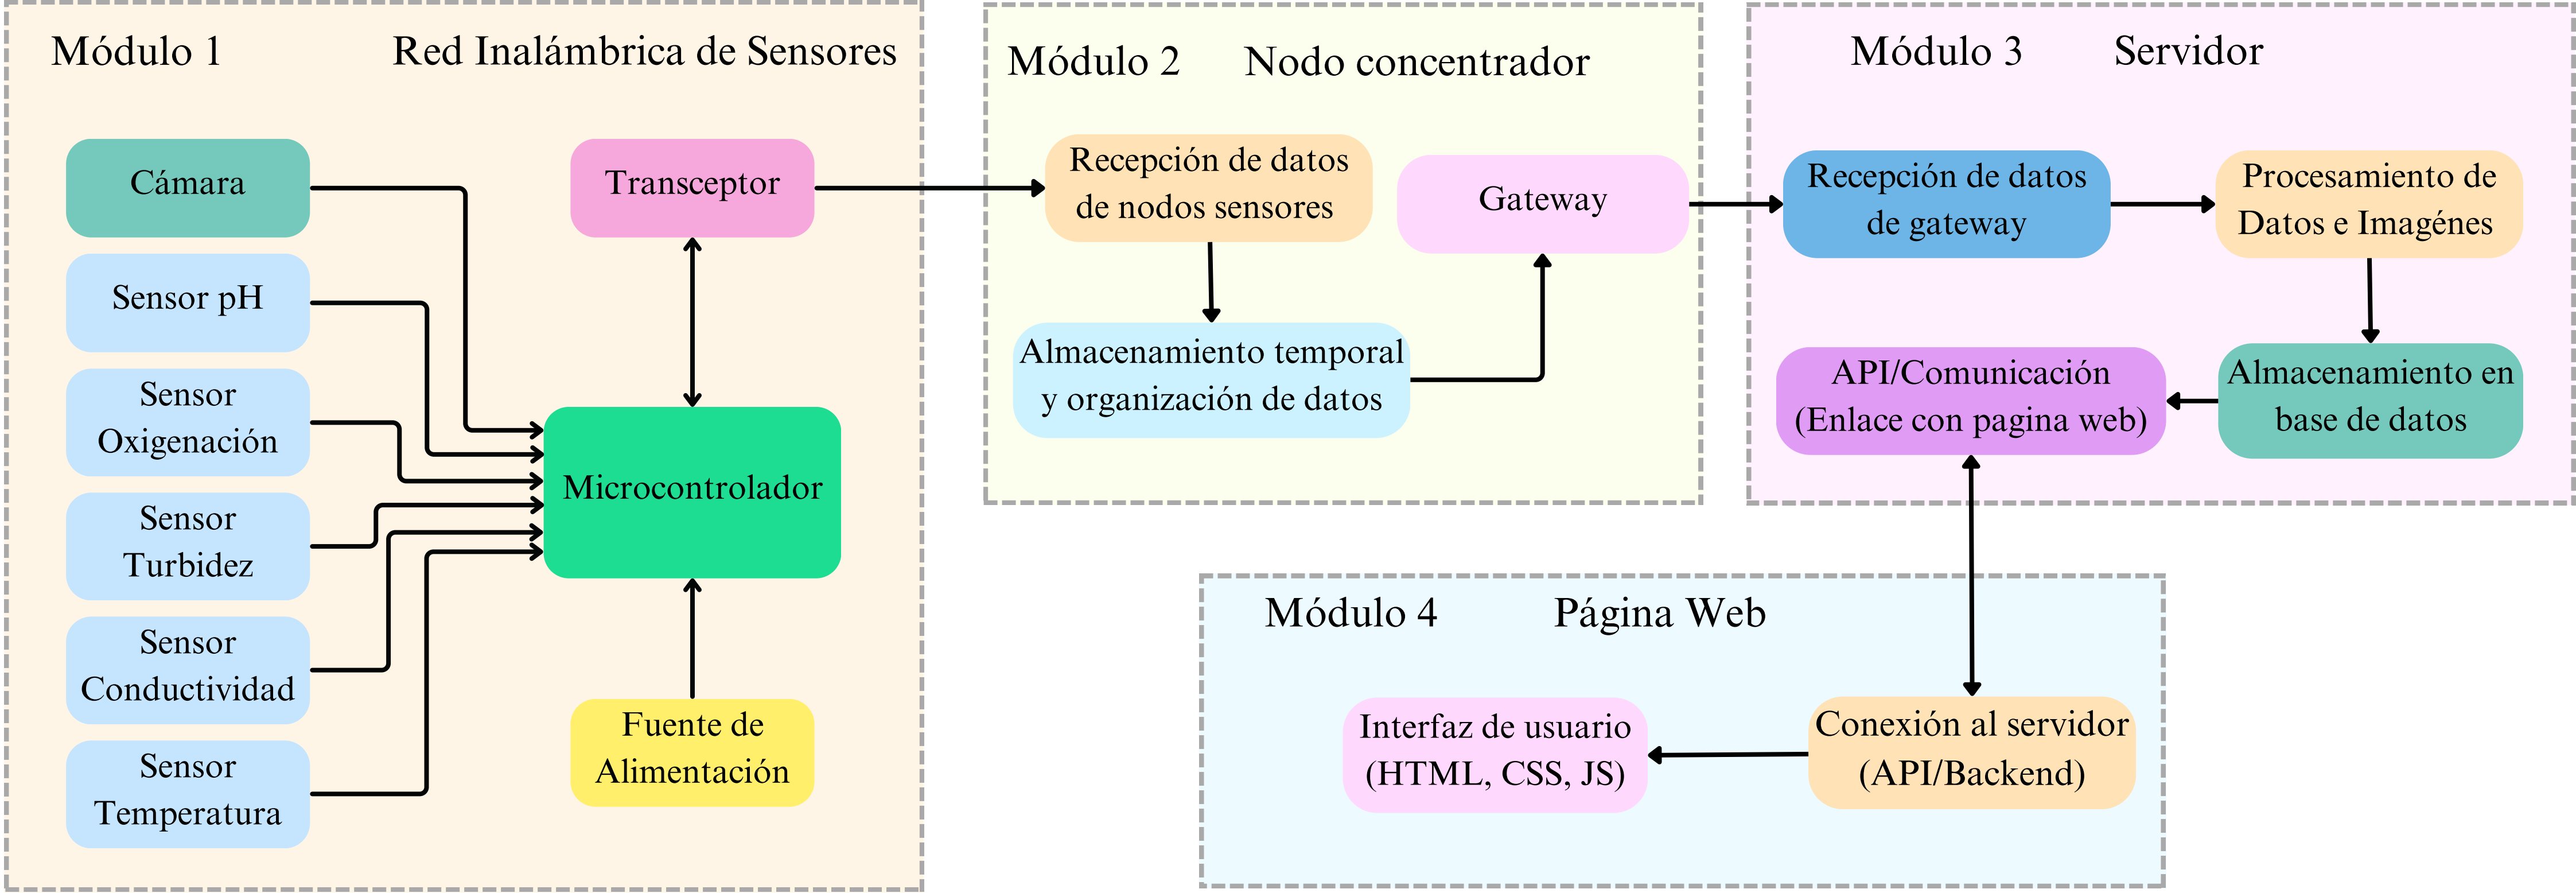 Módulo 1
Red Inalámbrica de Sensores
Cámara
Sensor pH
Sensor
Oxigenación
Sensor
Turbidez
Sensor
Conductividad
Sensor
Temperatura
Transceptor
Microcontrolador
Fuente de
Alimentación
Módulo 2
Nodo concentrador
Recepción de datos
de nodos sensores
Gateway
Almacenamiento temporal
y organización de datos
Módulo 3
Servidor
Recepción de datos
de gateway
Procesamiento de
Datos e Imagénes
API/Comunicación
(Enlace con pagina web)
Almacenamiento en
base de datos
Módulo 4
Página Web
Interfaz de usuario
(HTML, CSS, JS)
Conexión al servidor
(API/Backend)